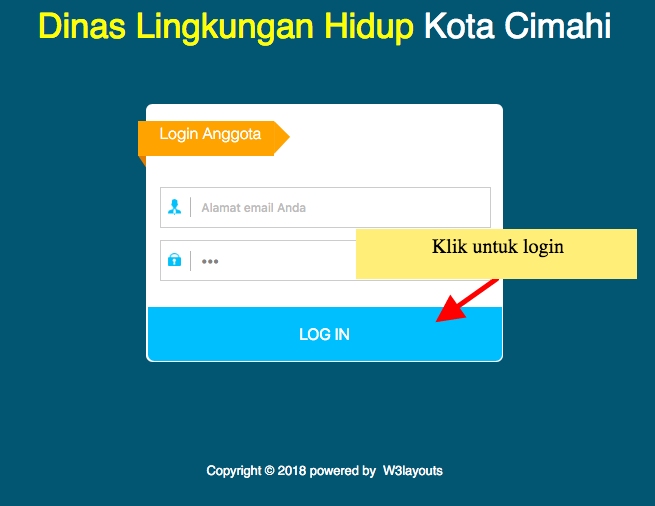 Dinas Lingkungan Hidup Kota Cimahi
Login Anggota
Alamat email Anda
•••
Klik untuk login
LOG IN
Copyright © 2018 powered by W3layouts